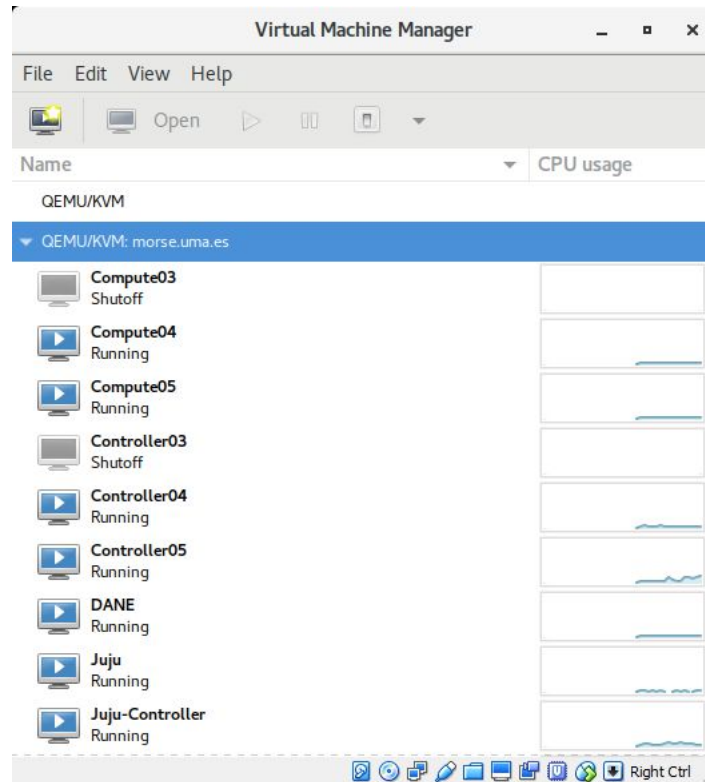 Virtual Machine Manager
File Edit View Help
Open
Name CPU usage
QEMU/KVM
QEMU/KVM: morse.uma.es
Compute03
Shutoff
Compute04
Running
Compute05
Running
Controller03
Shutoff
Controller04
Running
Controller05
Running
DANE
Running
Juju
Running
Juju-Controller
Running
Right Ctrl